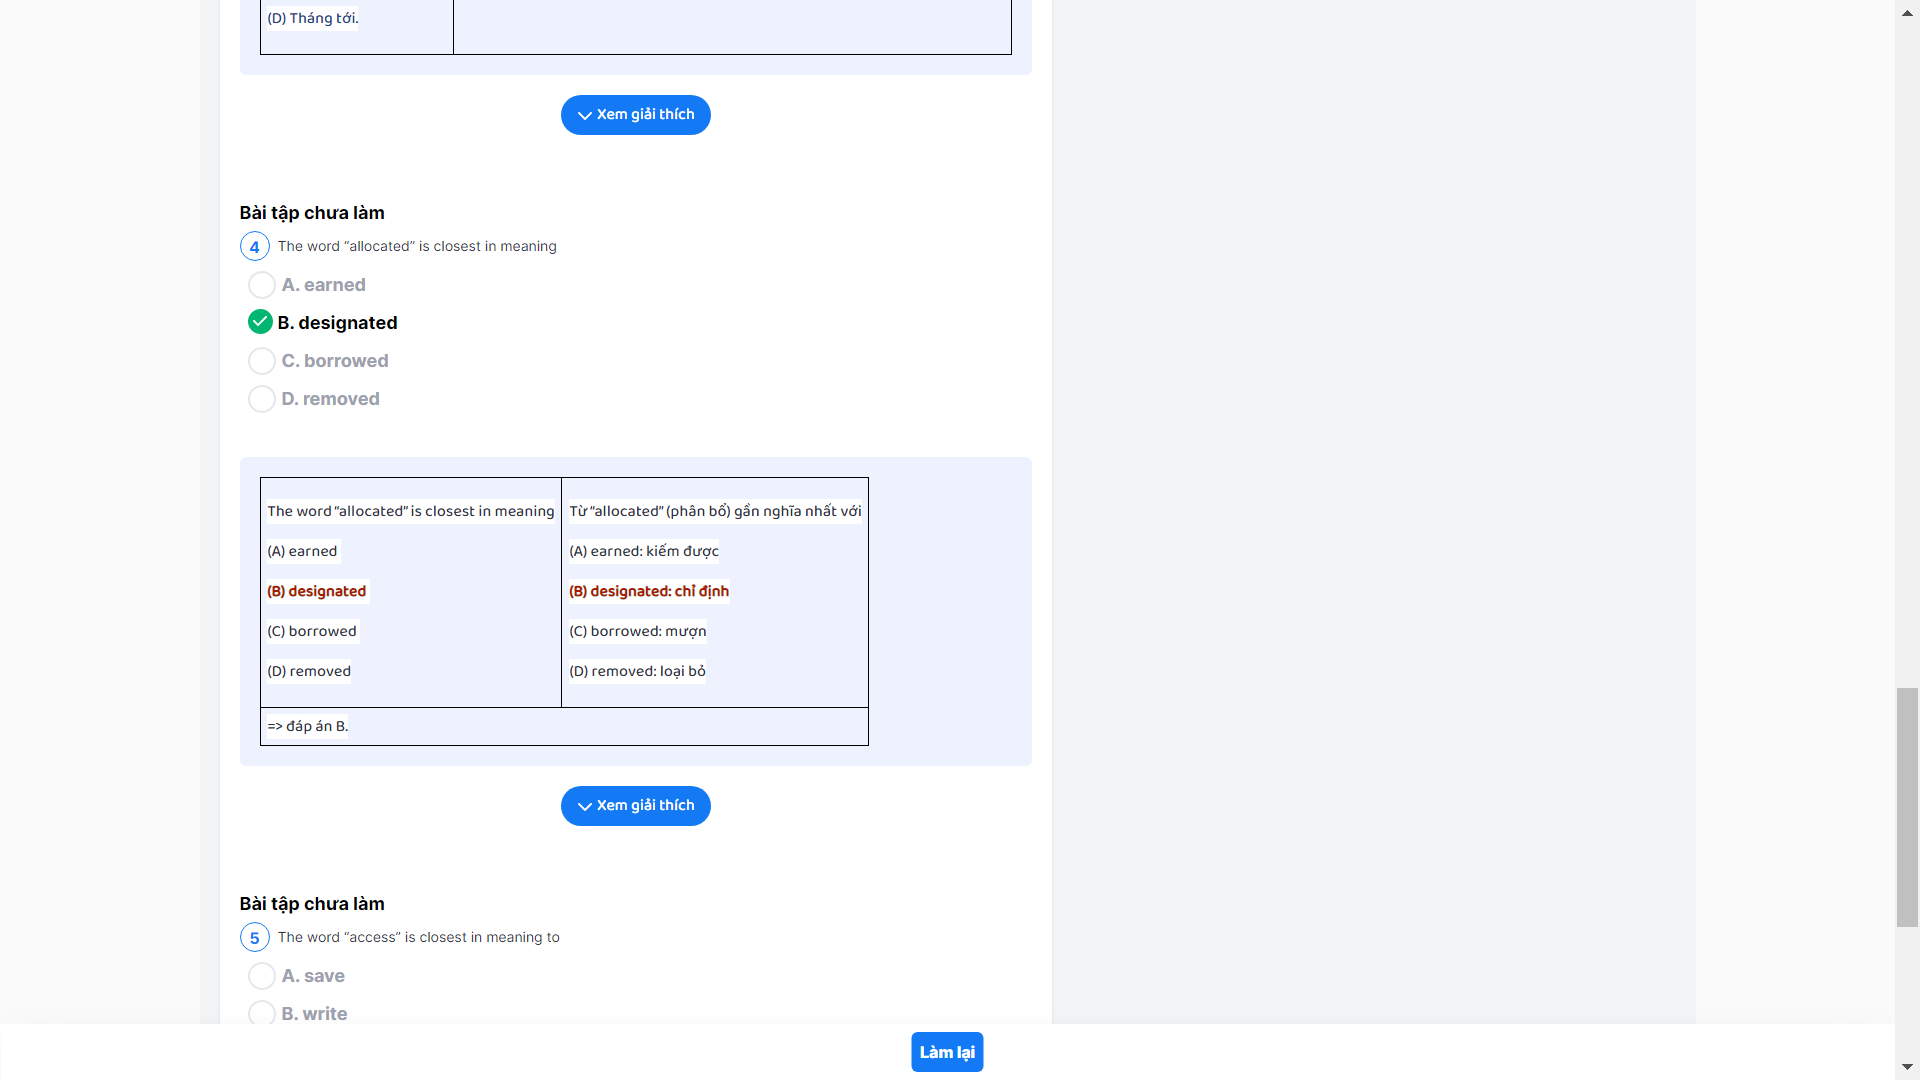 (D) Tháng tới.
Xem giải thích
Bài tập chưa làm
4 The word “allocated” is closest in meaning
A. earned
B. designated
C. borrowed
D. removed
The word “allocated” is closest in meaning
(A) earned
(B) designated
(C) borrowed
(D) removed
Từ “allocated” (phân bổ) gần nghĩa nhất với
(A) earned: kiếm được
(B) designated: chỉ định
(C) borrowed: mượn
(D) removed: loại bỏ
=> đáp án B.
Xem giải thích
Bài tập chưa làm
5 The word “access” is closest in meaning to
A. save
B. write
Làm lại